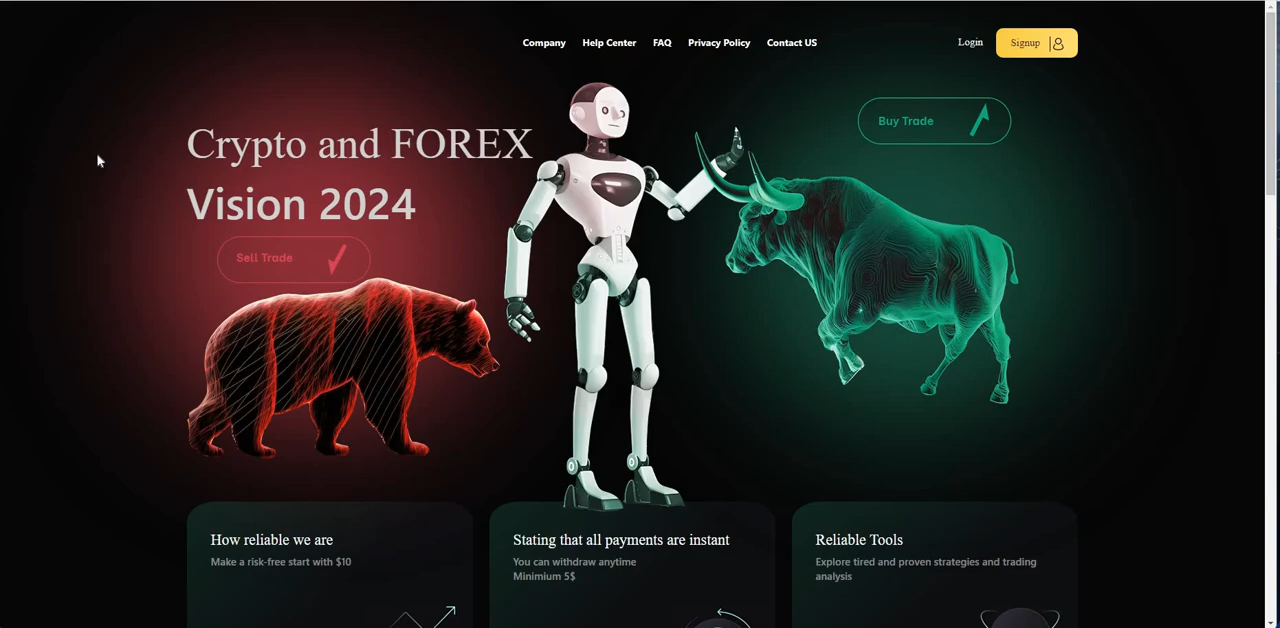 Company Help Center FAQ Privacy Policy Contact US Login Signup
Crypto and FOREX
Vision 2024
Sell Trade
Buy Trade
How reliable we are
Make a risk-free start with $10
Stating that all payments are instant
You can withdraw anytime
Minimium 5$
Reliable Tools
Explore tired and proven strategies and trading
analysis